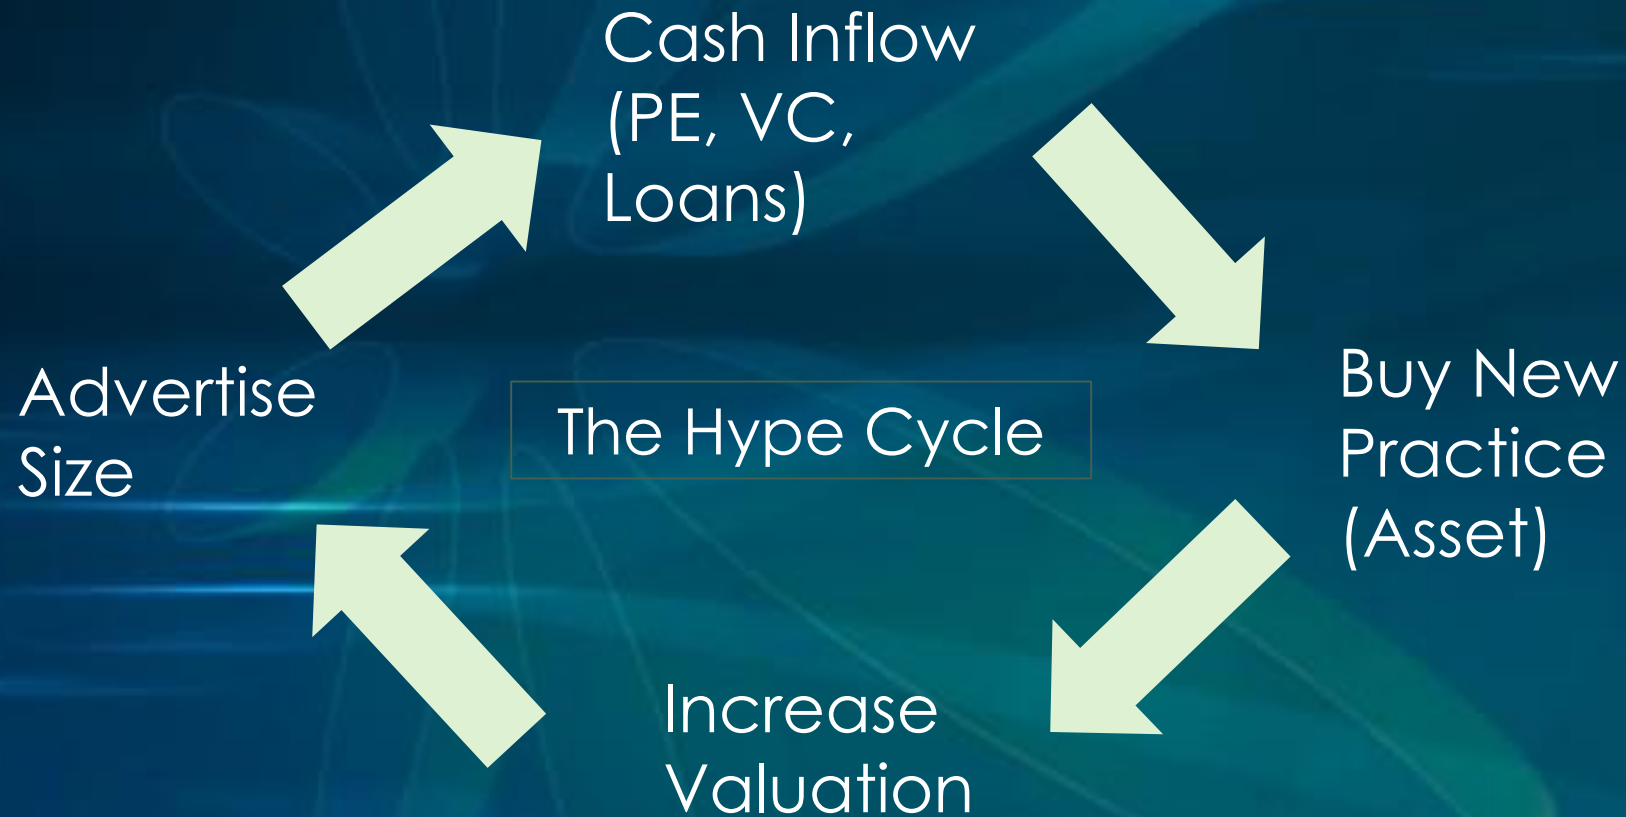 Cash Inflow
(PE, VC,
Loans)
Advertise
Size
The Hype Cycle
Buy New
Practice
(Asset)
Increase
Valuation